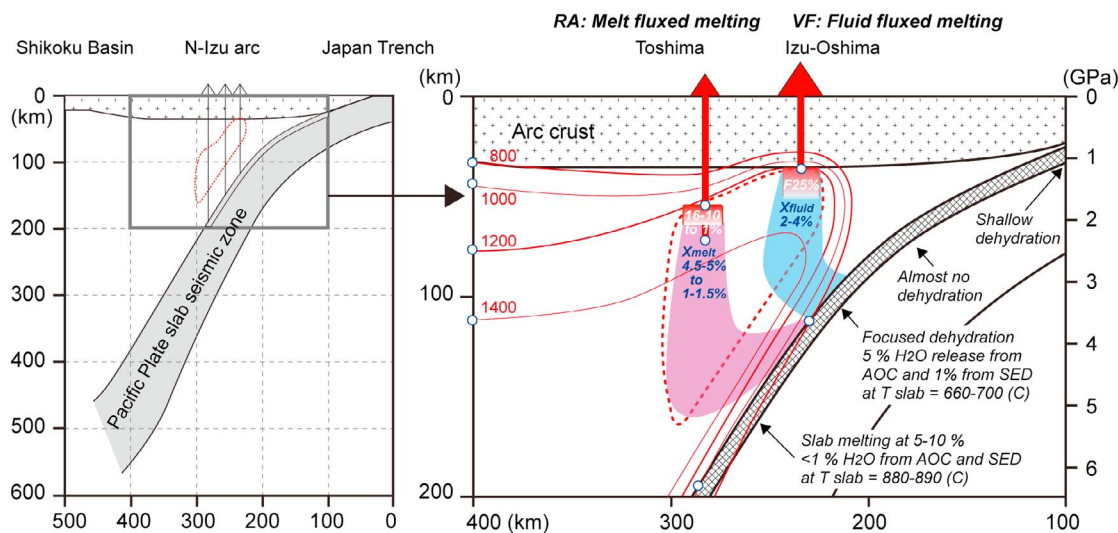 RA: Melt fluxed melting
VF: Fluid fluxed melting
Shikoku Basin
N-Izu arc
Japan Trench
Toshima
Izu-Oshima
(km)
(GPa)
0
(km)
100
200
300
400
500
600
500
400
300
200
100
0
Pacific Plate slab seismic zone
0
100
200
400 (km)
300
200
100
0
1
2
3
4
5
6
Arc crust
800
1000
1200
1400
F25%
Xfluid
2-4%
16-10
to 1%
Xmelt
4.5-5%
to
1-1.5%
Shallow
dehydration
Almost no
dehydration
Focused dehydration
5 % H2O release from
AOC and 1% from SED
at T slab = 660-700 (C)
Slab melting at 5-10 %
<1 % H2O from AOC and SED
at T slab = 880-890 (C)